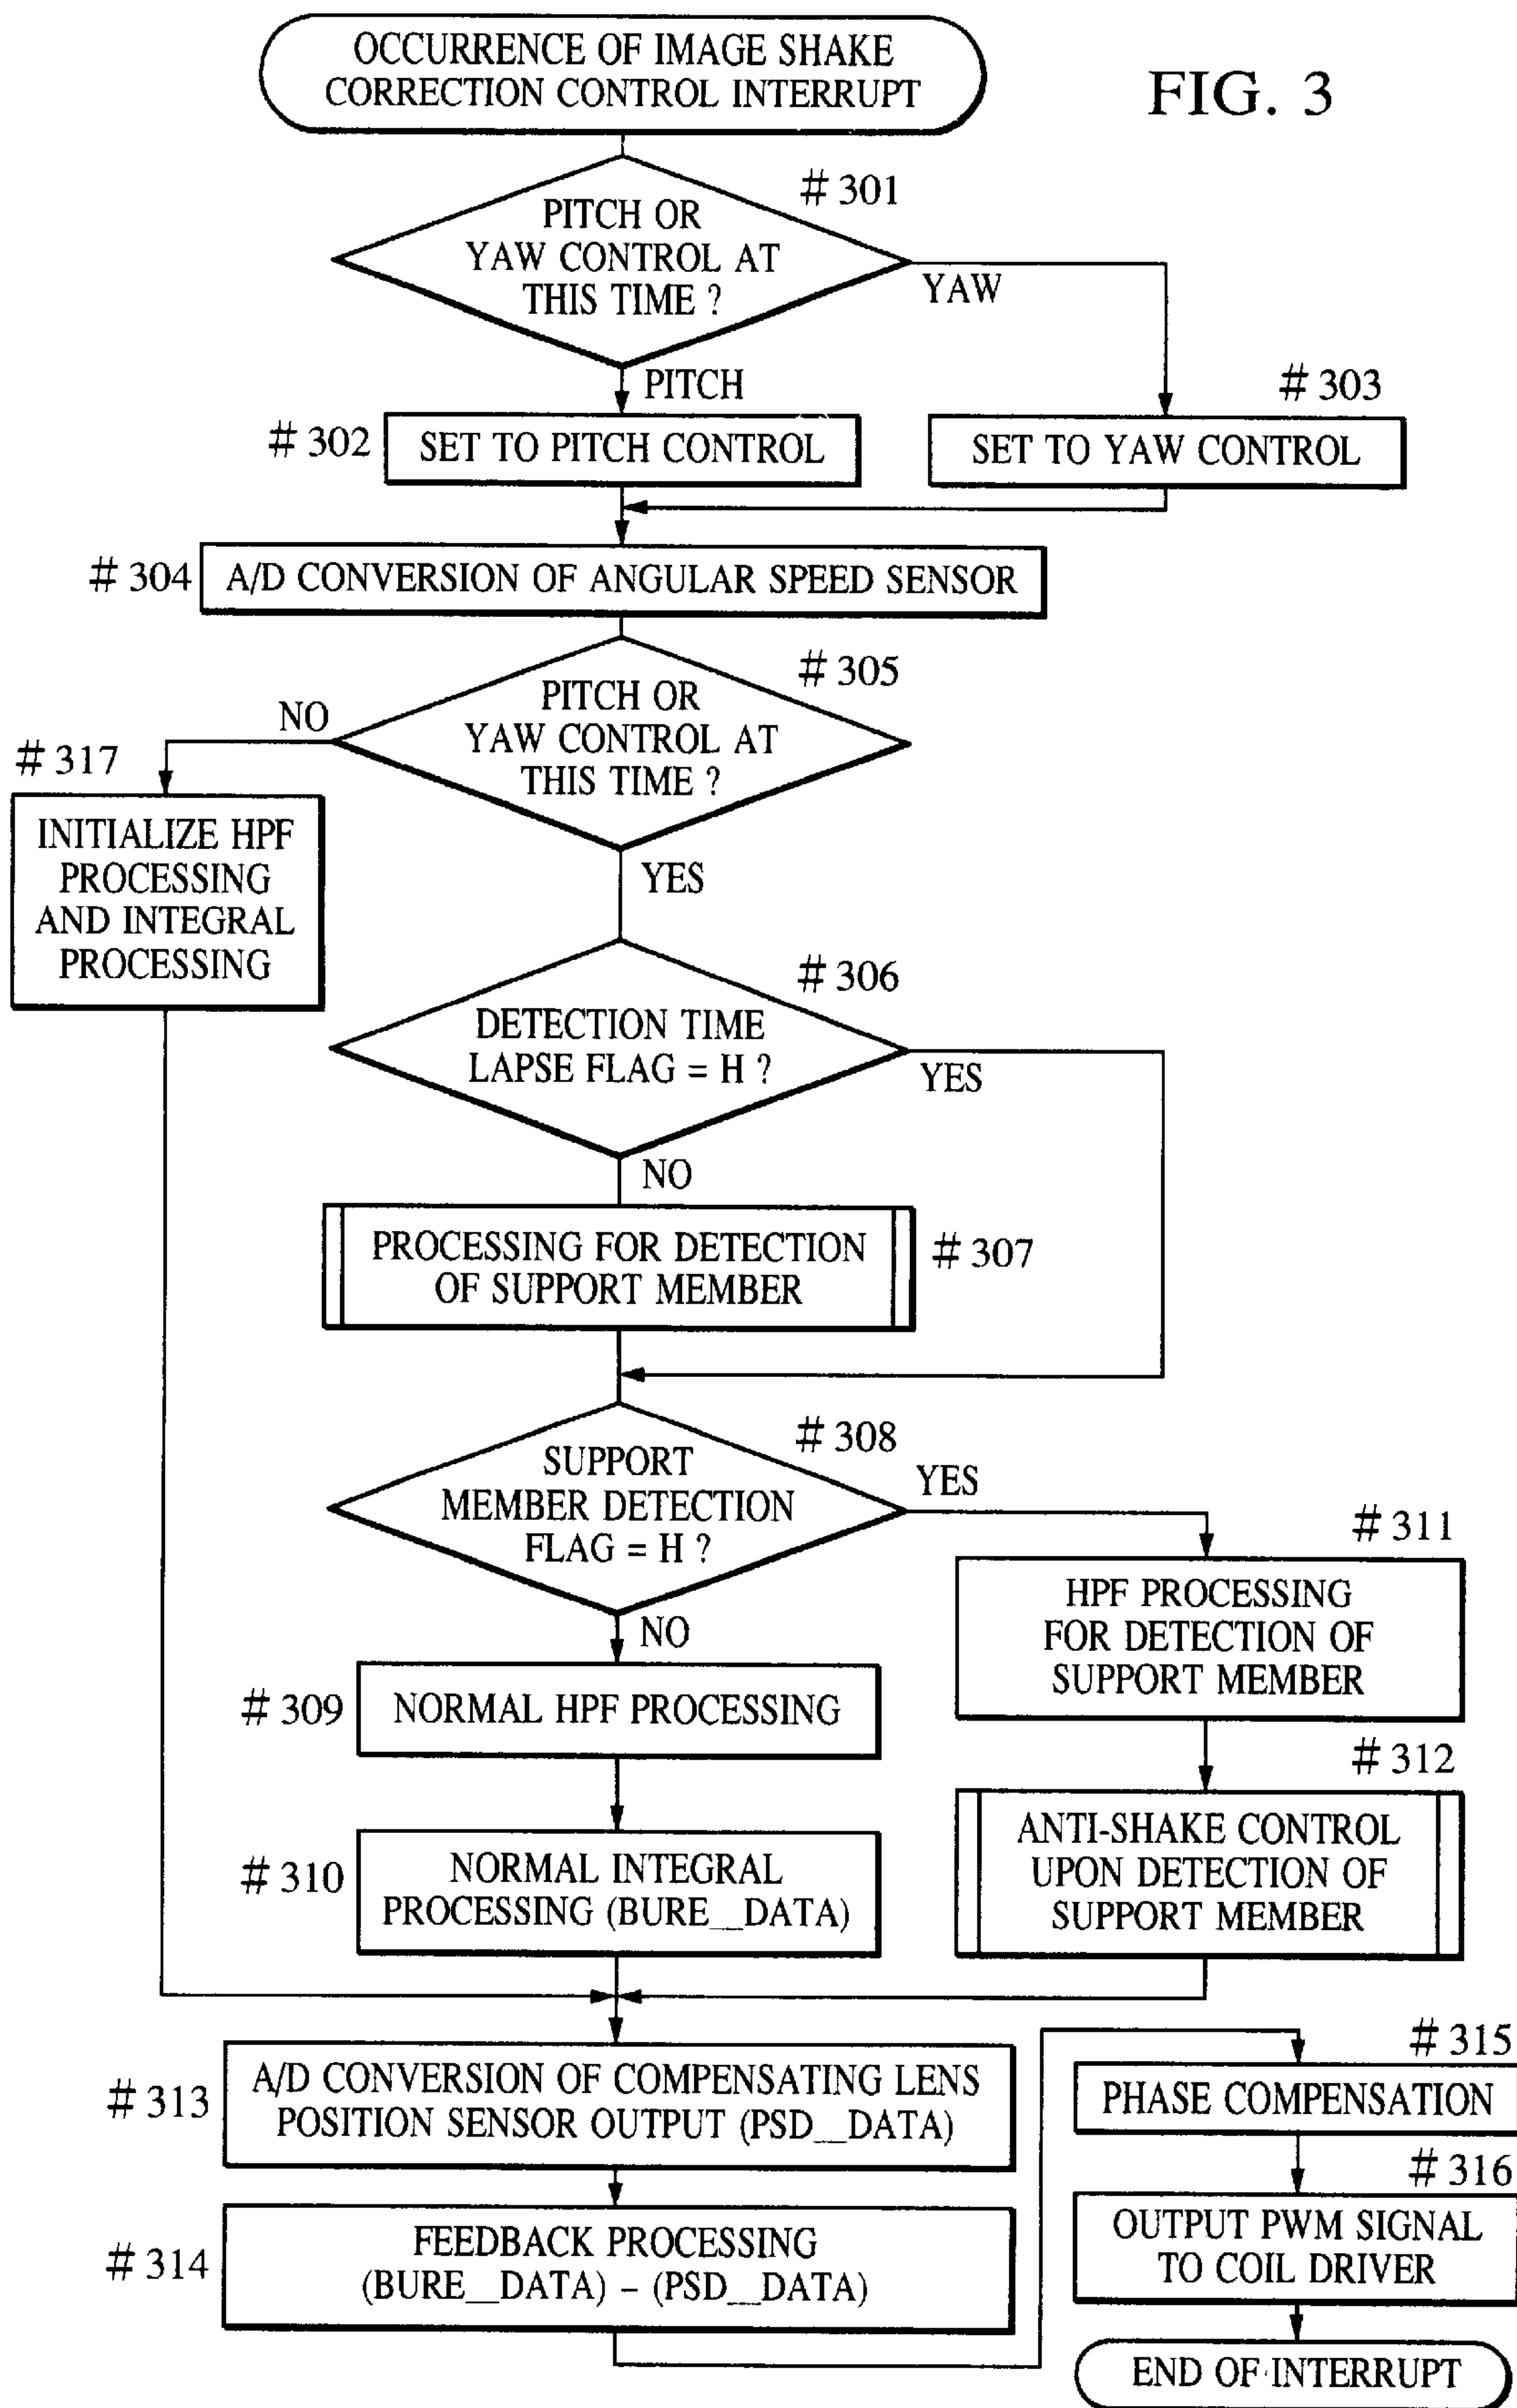 OCCURRENCE OF IMAGE SHAKE
CORRECTION CONTROL INTERRUPT
FIG. 3
# 301
PITCH OR
YAW CONTROL AT
THIS TIME ?
YAW
PITCH
# 302
SET TO PITCH CONTROL
# 303
SET TO YAW CONTROL
# 304
A/D CONVERSION OF ANGULAR SPEED SENSOR
# 305
PITCH OR
YAW CONTROL AT
THIS TIME ?
NO
# 317
INITIALIZE HPF
PROCESSING
AND INTEGRAL
PROCESSING
YES
# 306
DETECTION TIME
LAPSE FLAG = H ?
YES
NO
PROCESSING FOR DETECTION
OF SUPPORT MEMBER
# 307
# 308
SUPPORT
MEMBER DETECTION
FLAG = H ?
YES
NO
# 309
NORMAL HPF PROCESSING
# 310
NORMAL INTEGRAL
PROCESSING (BURE__DATA)
# 311
HPF PROCESSING
FOR DETECTION OF
SUPPORT MEMBER
# 312
ANTI-SHAKE CONTROL
UPON DETECTION OF
SUPPORT MEMBER
# 313
A/D CONVERSION OF COMPENSATING LENS
POSITION SENSOR OUTPUT (PSD__DATA)
# 314
FEEDBACK PROCESSING
(BURE__DATA) – (PSD__DATA)
# 315
PHASE COMPENSATION
# 316
OUTPUT PWM SIGNAL
TO COIL DRIVER
END OF INTERRUPT